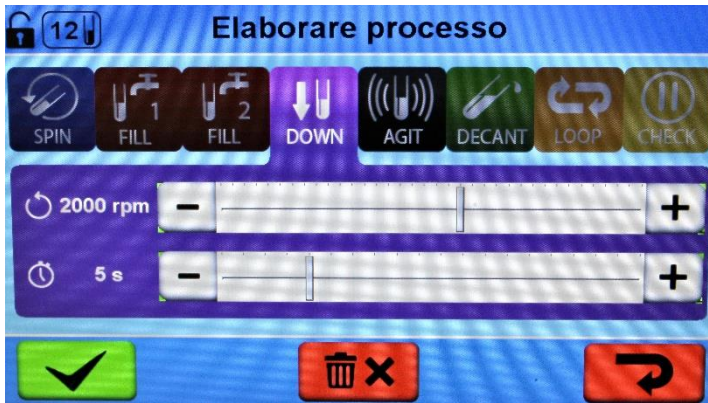 12 Elaborare processo
SPIN
1 FILL
2 FILL
DOWN
AGIT
DECANT
LOOP
CHECK
2000 rpm - +
5 s - +